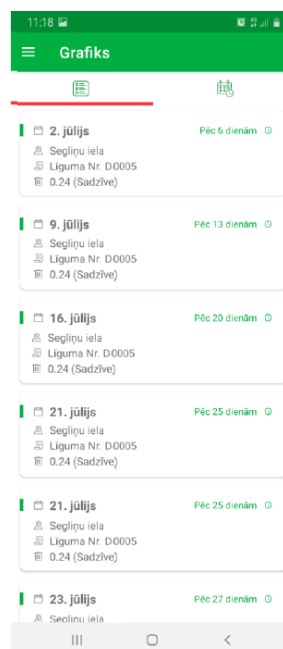 11:18
Grafiks
2. jūlijs Pēc 6 dienām
Segliņu iela
Līguma Nr. D0005
0.24 (Sadzīve)
9. jūlijs Pēc 13 dienām
Segliņu iela
Līguma Nr. D0005
0.24 (Sadzīve)
16. jūlijs Pēc 20 dienām
Segliņu iela
Līguma Nr. D0005
0.24 (Sadzīve)
21. jūlijs Pēc 25 dienām
Segliņu iela
Līguma Nr. D0005
0.24 (Sadzīve)
21. jūlijs Pēc 25 dienām
Segliņu iela
Līguma Nr. D0005
0.24 (Sadzīve)
23. jūlijs Pēc 27 dienām
Segliņu iela